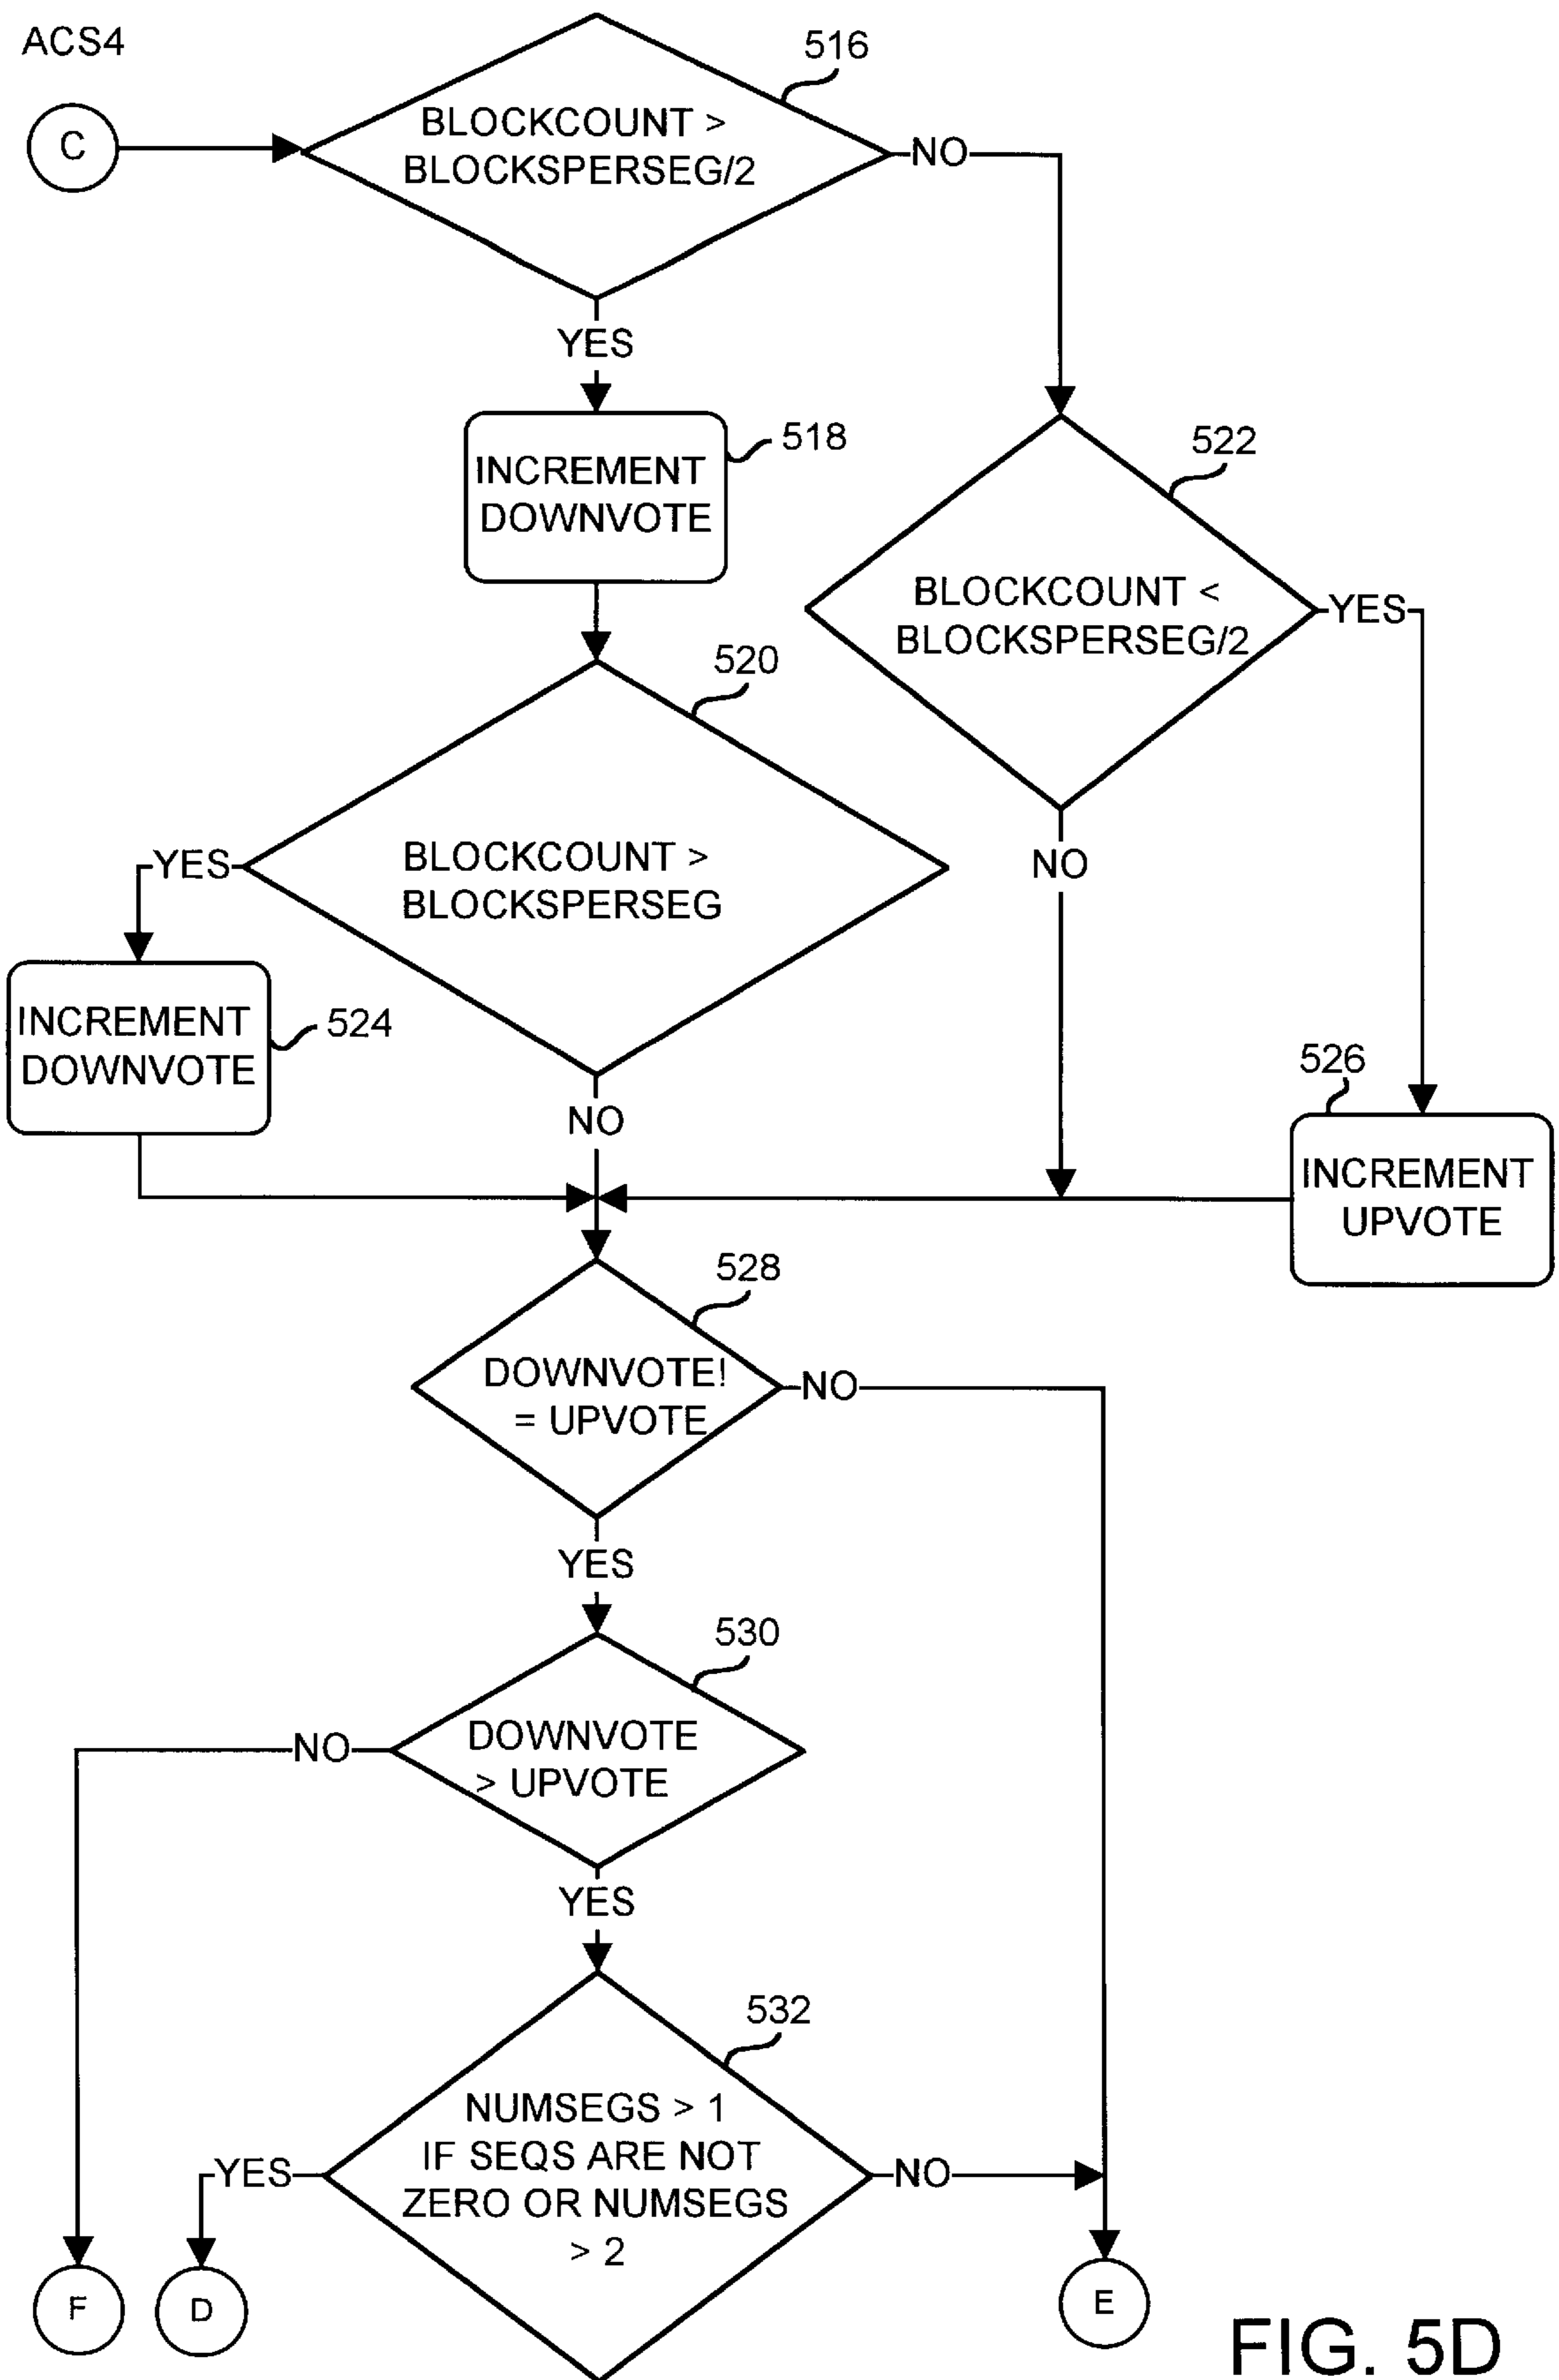 ACS4
516
C
BLOCKCOUNT >
BLOCKSPERSEG/2
NO
YES
518
INCREMENT
DOWNVOTE
522
BLOCKCOUNT <
BLOCKSPERSEG/2
YES
NO
520
BLOCKCOUNT >
BLOCKSPERSEG
YES
NO
INCREMENT
DOWNVOTE
524
526
INCREMENT
UPVOTE
528
DOWNVOTE!
= UPVOTE
NO
YES
530
DOWNVOTE
> UPVOTE
NO
YES
532
NUMSEGS > 1
IF SEQS ARE NOT
ZERO OR NUMSEGS
> 2
YES
NO
F
D
E
FIG. 5D